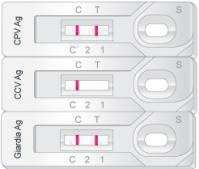 CPV Ag
C T
S
C 2 1
CCV Ag
C T
S
C 2 1
Giardia Ag
C T
S
C 2 1